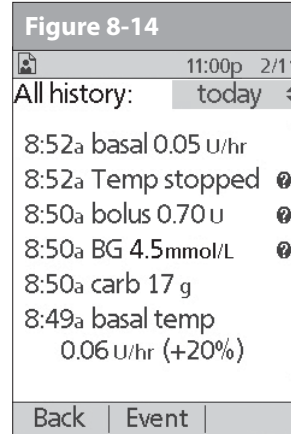 Figure 8-14
11:00p 2/1
All history: today
8:52a basal 0.05 U/hr
8:52a Temp stopped
8:50a bolus 0.70 U
8:50a BG 4.5mmol/L
8:50a carb 17 g
8:49a basal temp
0.06 U/hr (+20%)
Back Event